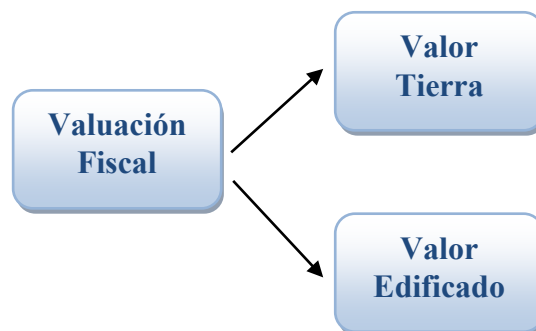 Valuación
Fiscal
Valor
Tierra
Valor
Edificado